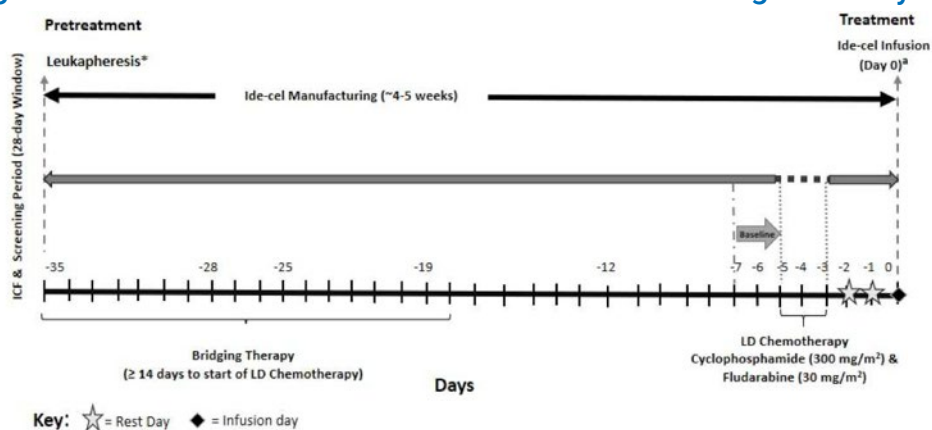 Pretreatment
Treatment
Leukapheresis*
Ide-cel Infusion
(Day 0)ª
ICF & Screening Period (28-day Window)
Ide-cel Manufacturing (~4-5 weeks)
Baseline
-35 -28 -25 -19 -12 -7 -6 -5 -4 -3 -2 -1 0
Bridging Therapy
(≥ 14 days to start of LD Chemotherapy)
LD Chemotherapy
Cyclophosphamide (300 mg/m²) &
Fludarabine (30 mg/m²)
Days
Key: = Rest Day = Infusion day